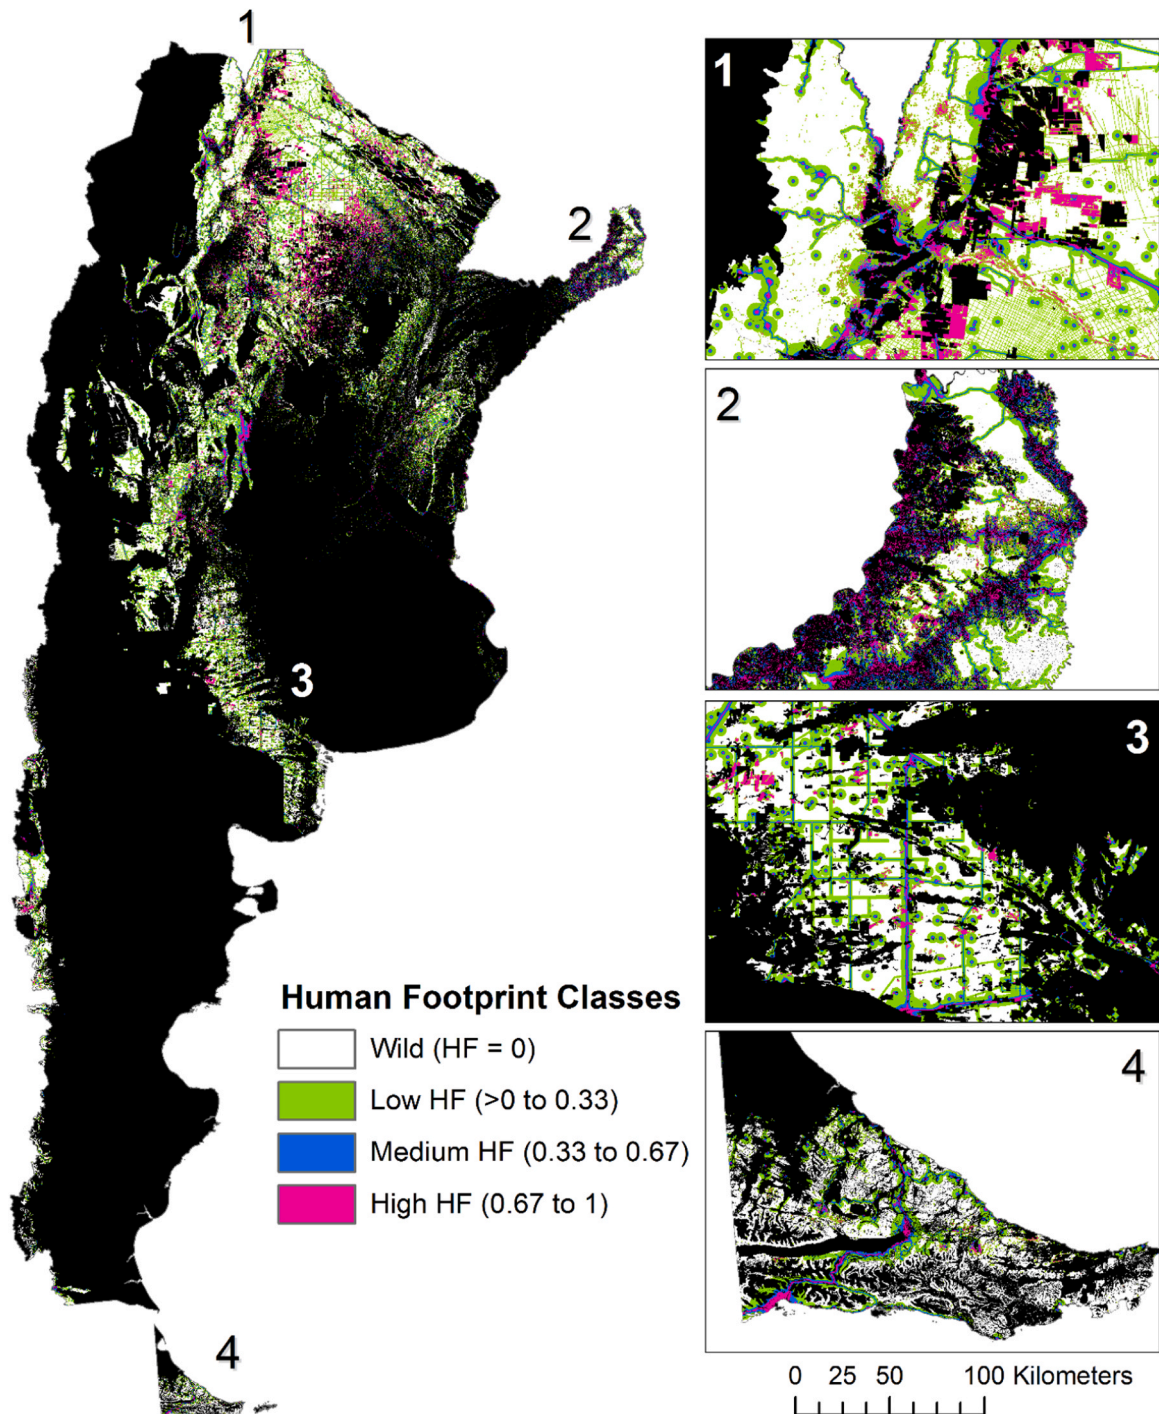 1
2
3
4
Human Footprint Classes
Wild (HF = 0)
Low HF (>0 to 0.33)
Medium HF (0.33 to 0.67)
High HF (0.67 to 1)
1
2
3
4
0 25 50 100 Kilometers